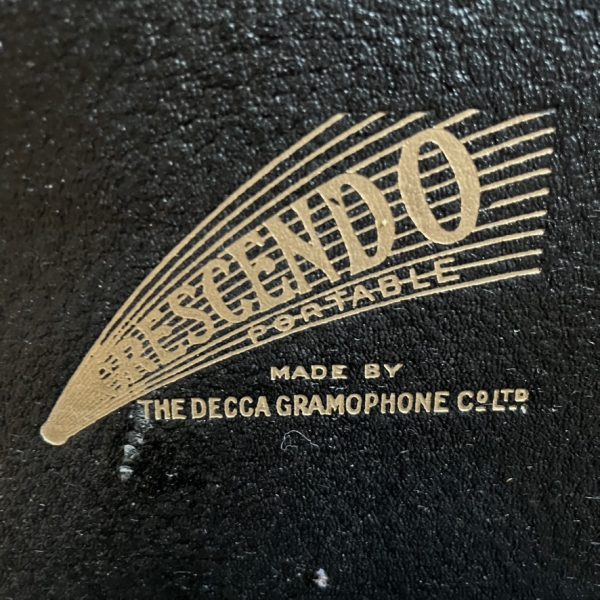 CRESCENDO
PORTABLE
MADE BY
THE DECCA GRAMOPHONE Cº LTD.